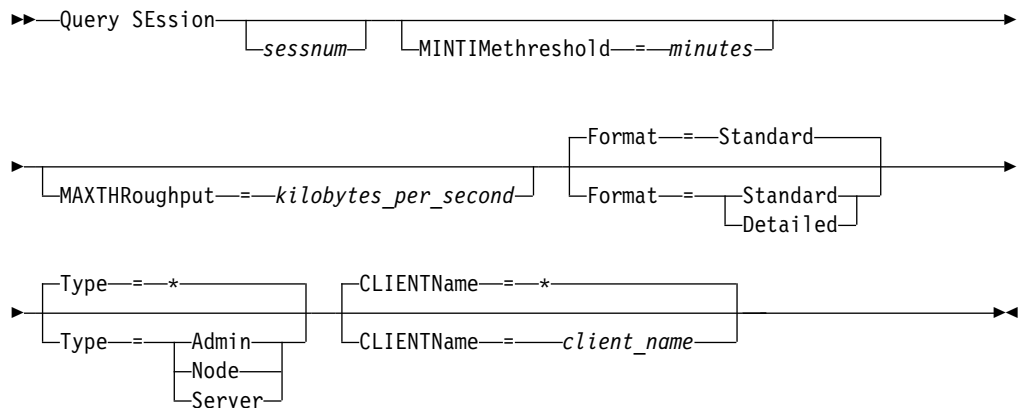 Query SEssion
sessnum
MINTIMethreshold = minutes
Format = Standard
MAXTHRoughput = kilobytes_per_second
Format = Standard
Detailed
Type = *
CLIENTName = *
Type = Admin
Node
Server
CLIENTName = client_name